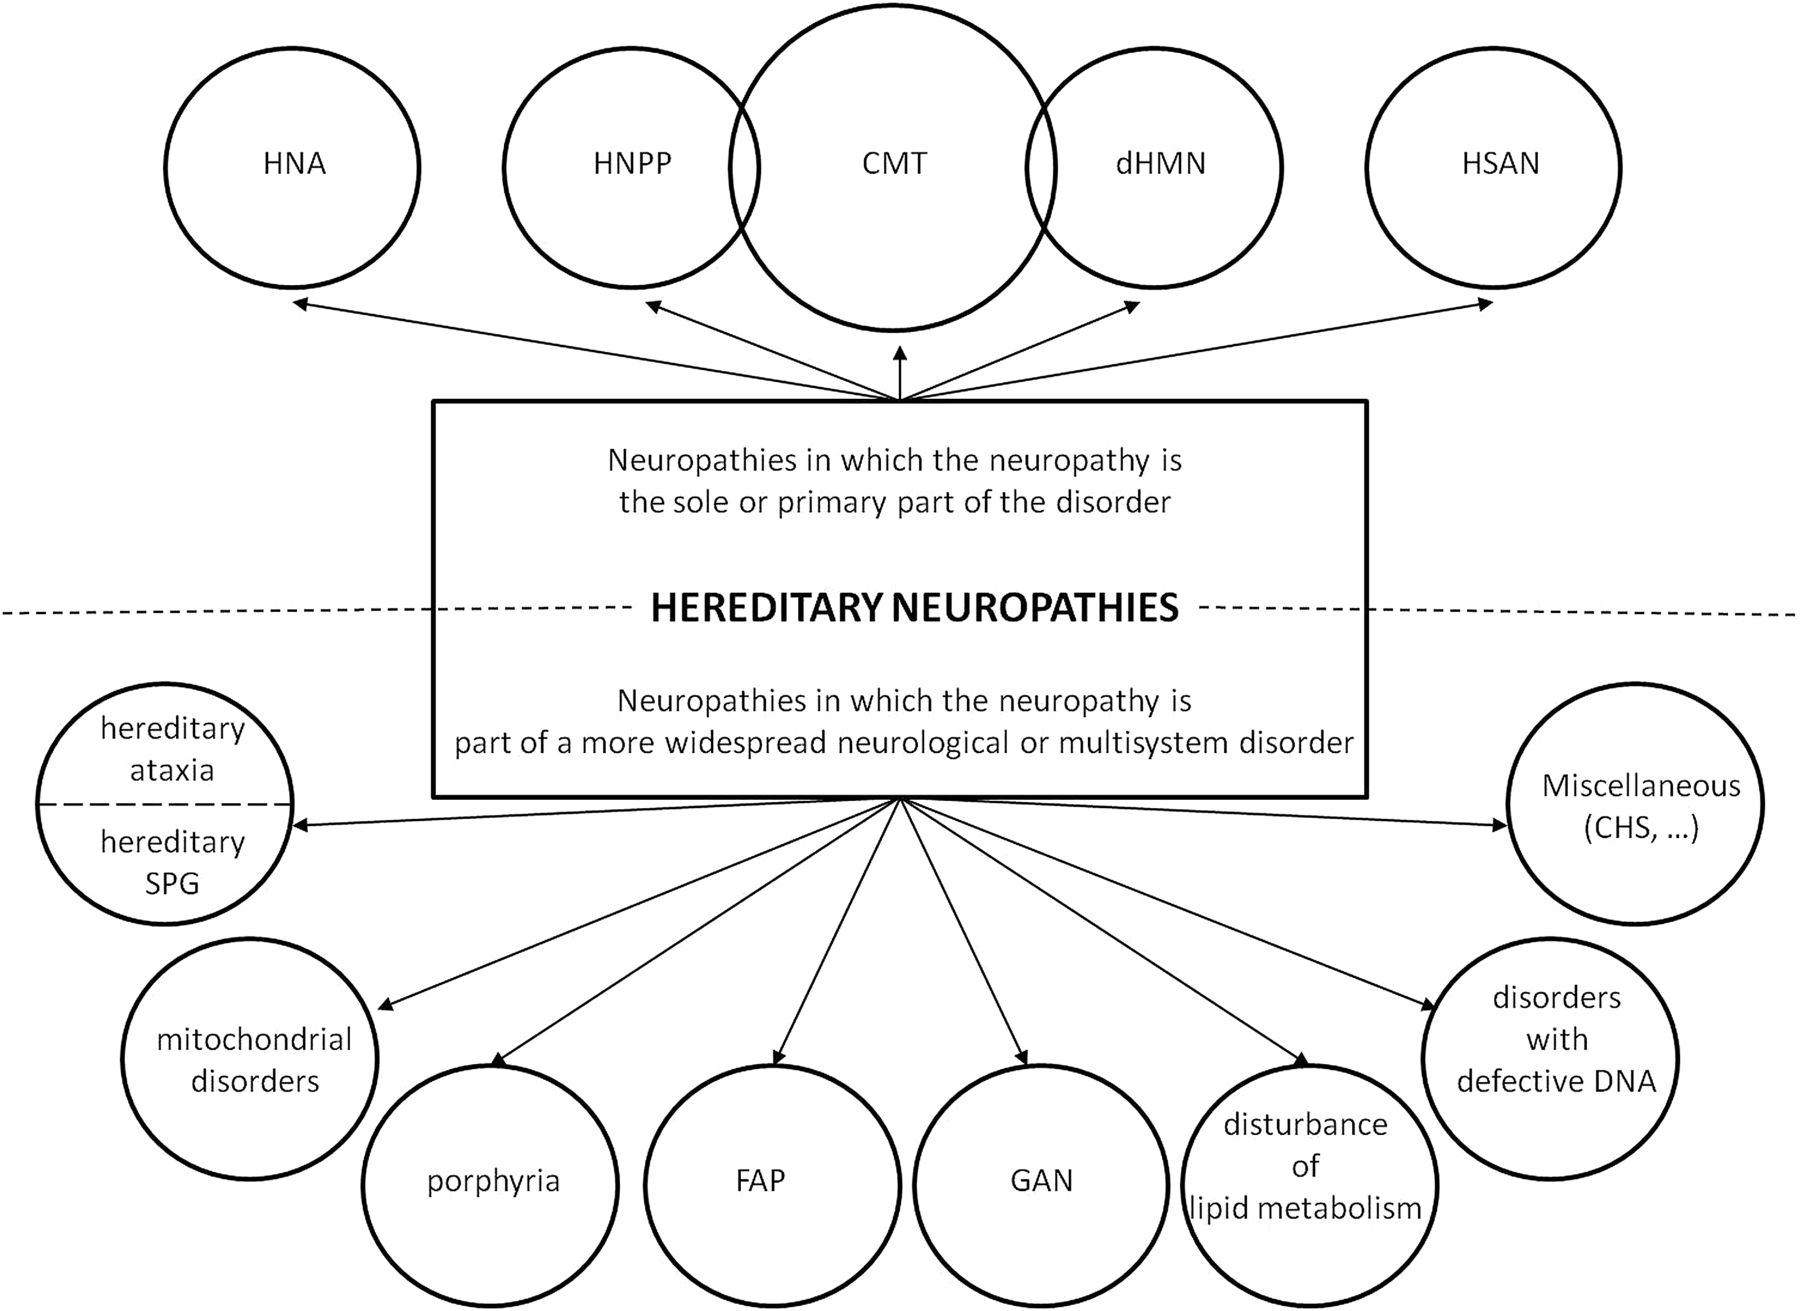 HNA
HNPP
CMT
dHMN
HSAN
Neuropathies in which the neuropathy is
the sole or primary part of the disorder
HEREDITARY NEUROPATHIES
Neuropathies in which the neuropathy is
part of a more widespread neurological or multisystem disorder
hereditary
ataxia
hereditary
SPG
Miscellaneous
(CHS, ...)
mitochondrial
disorders
disorders
with
defective DNA
porphyria
FAP
GAN
disturbance
of
lipid metabolism